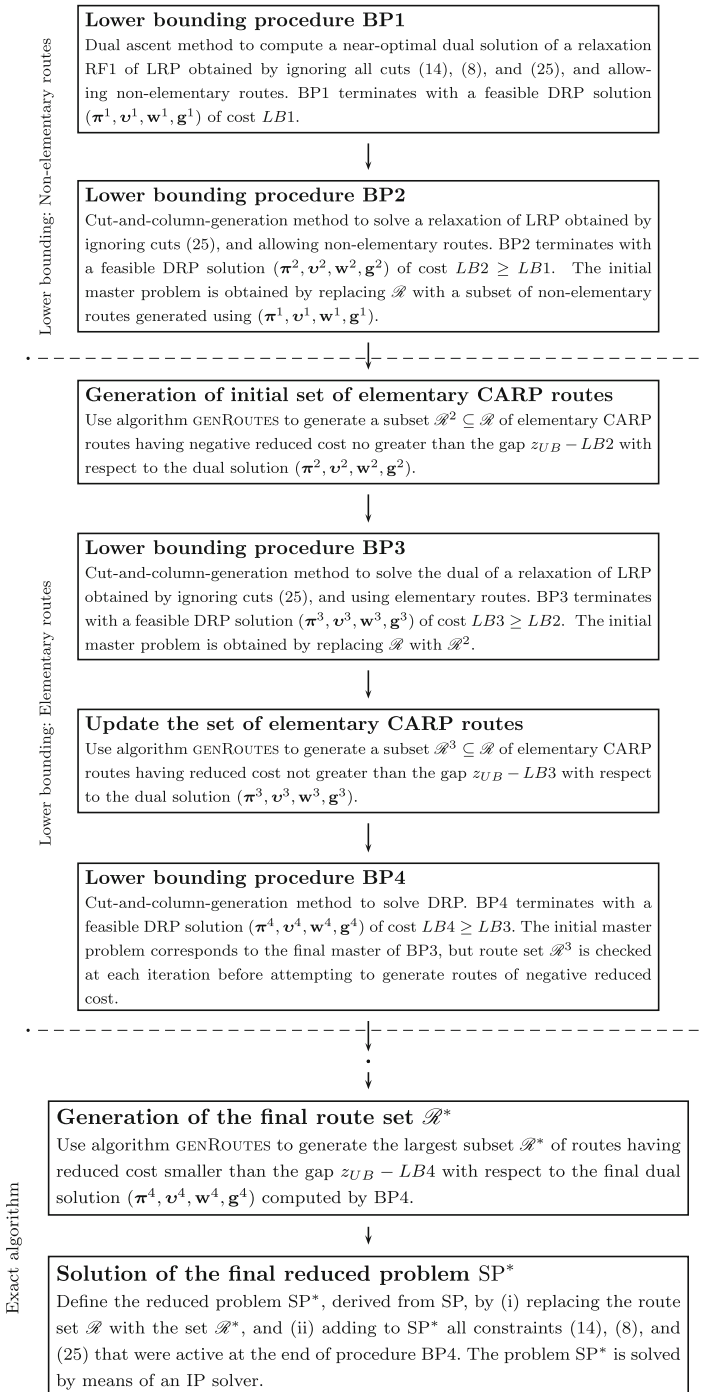 Lower bounding: Non-elementary routes
Lower bounding procedure BP1
Dual ascent method to compute a near-optimal dual solution of a relaxation
RF1 of LRP obtained by ignoring all cuts (14), (8), and (25), and allow-
ing non-elementary routes. BP1 terminates with a feasible DRP solution
(π¹, υ¹, w¹, g¹) of cost LB1.
Lower bounding procedure BP2
Cut-and-column-generation method to solve a relaxation of LRP obtained by
ignoring cuts (25), and allowing non-elementary routes. BP2 terminates with
a feasible DRP solution (π², υ², w², g²) of cost LB2 ≥ LB1. The initial
master problem is obtained by replacing ℛ with a subset of non-elementary
routes generated using (π¹, υ¹, w¹, g¹).
Lower bounding: Elementary routes
Generation of initial set of elementary CARP routes
Use algorithm GENROUTES to generate a subset ℛ² ⊆ ℛ of elementary CARP
routes having negative reduced cost no greater than the gap z_UB − LB2 with
respect to the dual solution (π², υ², w², g²).
Lower bounding procedure BP3
Cut-and-column-generation method to solve the dual of a relaxation of LRP
obtained by ignoring cuts (25), and using elementary routes. BP3 terminates
with a feasible DRP solution (π³, υ³, w³, g³) of cost LB3 ≥ LB2. The initial
master problem is obtained by replacing ℛ with ℛ².
Update the set of elementary CARP routes
Use algorithm GENROUTES to generate a subset ℛ³ ⊆ ℛ of elementary CARP
routes having reduced cost not greater than the gap z_UB − LB3 with respect
to the dual solution (π³, υ³, w³, g³).
Lower bounding procedure BP4
Cut-and-column-generation method to solve DRP. BP4 terminates with a
feasible DRP solution (π⁴, υ⁴, w⁴, g⁴) of cost LB4 ≥ LB3. The initial master
problem corresponds to the final master of BP3, but route set ℛ³ is checked
at each iteration before attempting to generate routes of negative reduced
cost.
Exact algorithm
Generation of the final route set ℛ*
Use algorithm GENROUTES to generate the largest subset ℛ* of routes having
reduced cost smaller than the gap z_UB − LB4 with respect to the final dual
solution (π⁴, υ⁴, w⁴, g⁴) computed by BP4.
Solution of the final reduced problem SP*
Define the reduced problem SP*, derived from SP, by (i) replacing the route
set ℛ with the set ℛ*, and (ii) adding to SP* all constraints (14), (8), and
(25) that were active at the end of procedure BP4. The problem SP* is solved
by means of an IP solver.